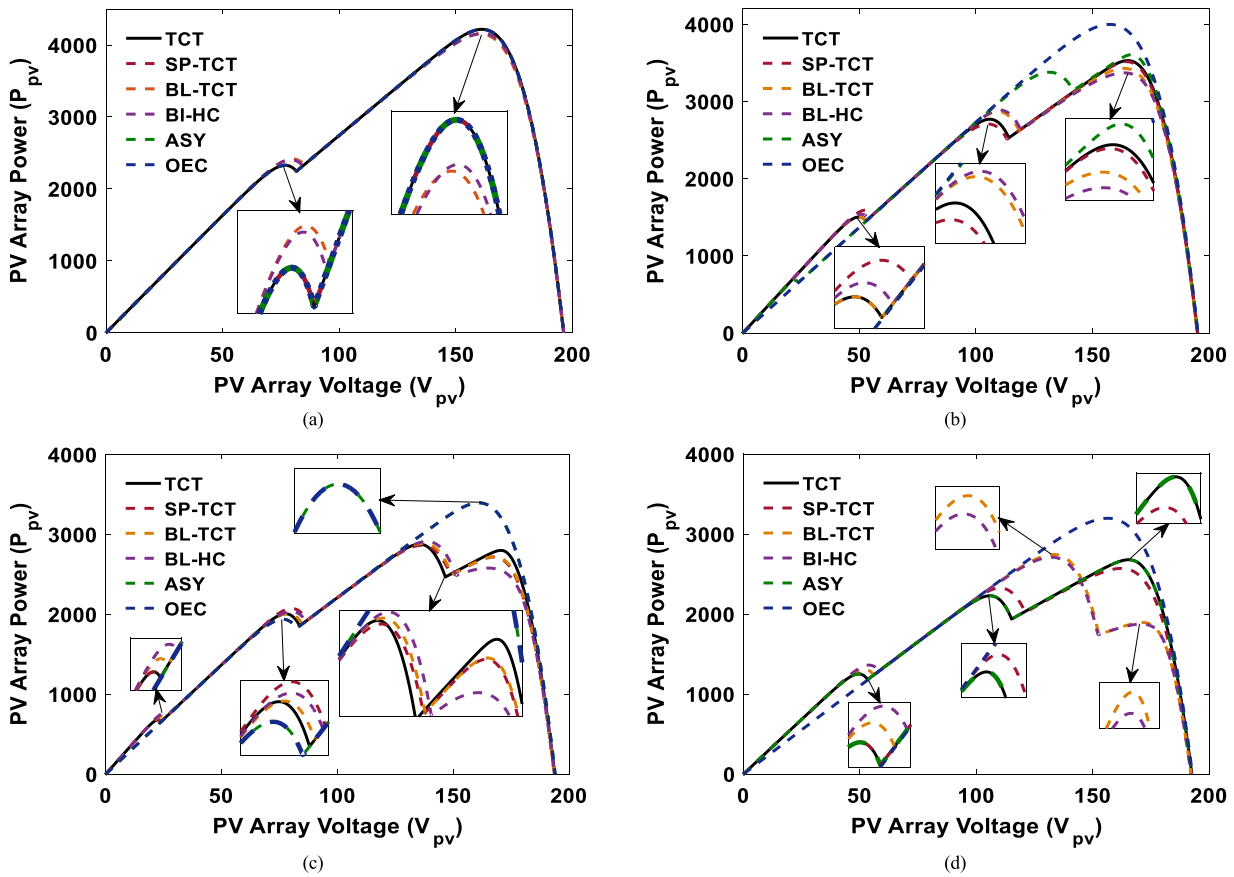 4000
3000
2000
1000
0
PV Array Power (Ppv)
TCT
SP-TCT
BL-TCT
BI-HC
ASY
OEC
0 50 100 150 200
PV Array Voltage (Vpv)
(a)
4000
3000
2000
1000
0
PV Array Power (Ppv)
TCT
SP-TCT
BL-TCT
BL-HC
ASY
OEC
0 50 100 150 200
PV Array Voltage (Vpv)
(b)
4000
3000
2000
1000
0
PV Array Power (Ppv)
TCT
SP-TCT
BL-TCT
BL-HC
ASY
OEC
0 50 100 150 200
PV Array Voltage (Vpv)
(c)
4000
3000
2000
1000
0
PV Array Power (Ppv)
TCT
SP-TCT
BL-TCT
BI-HC
ASY
OEC
0 50 100 150 200
PV Array Voltage (Vpv)
(d)